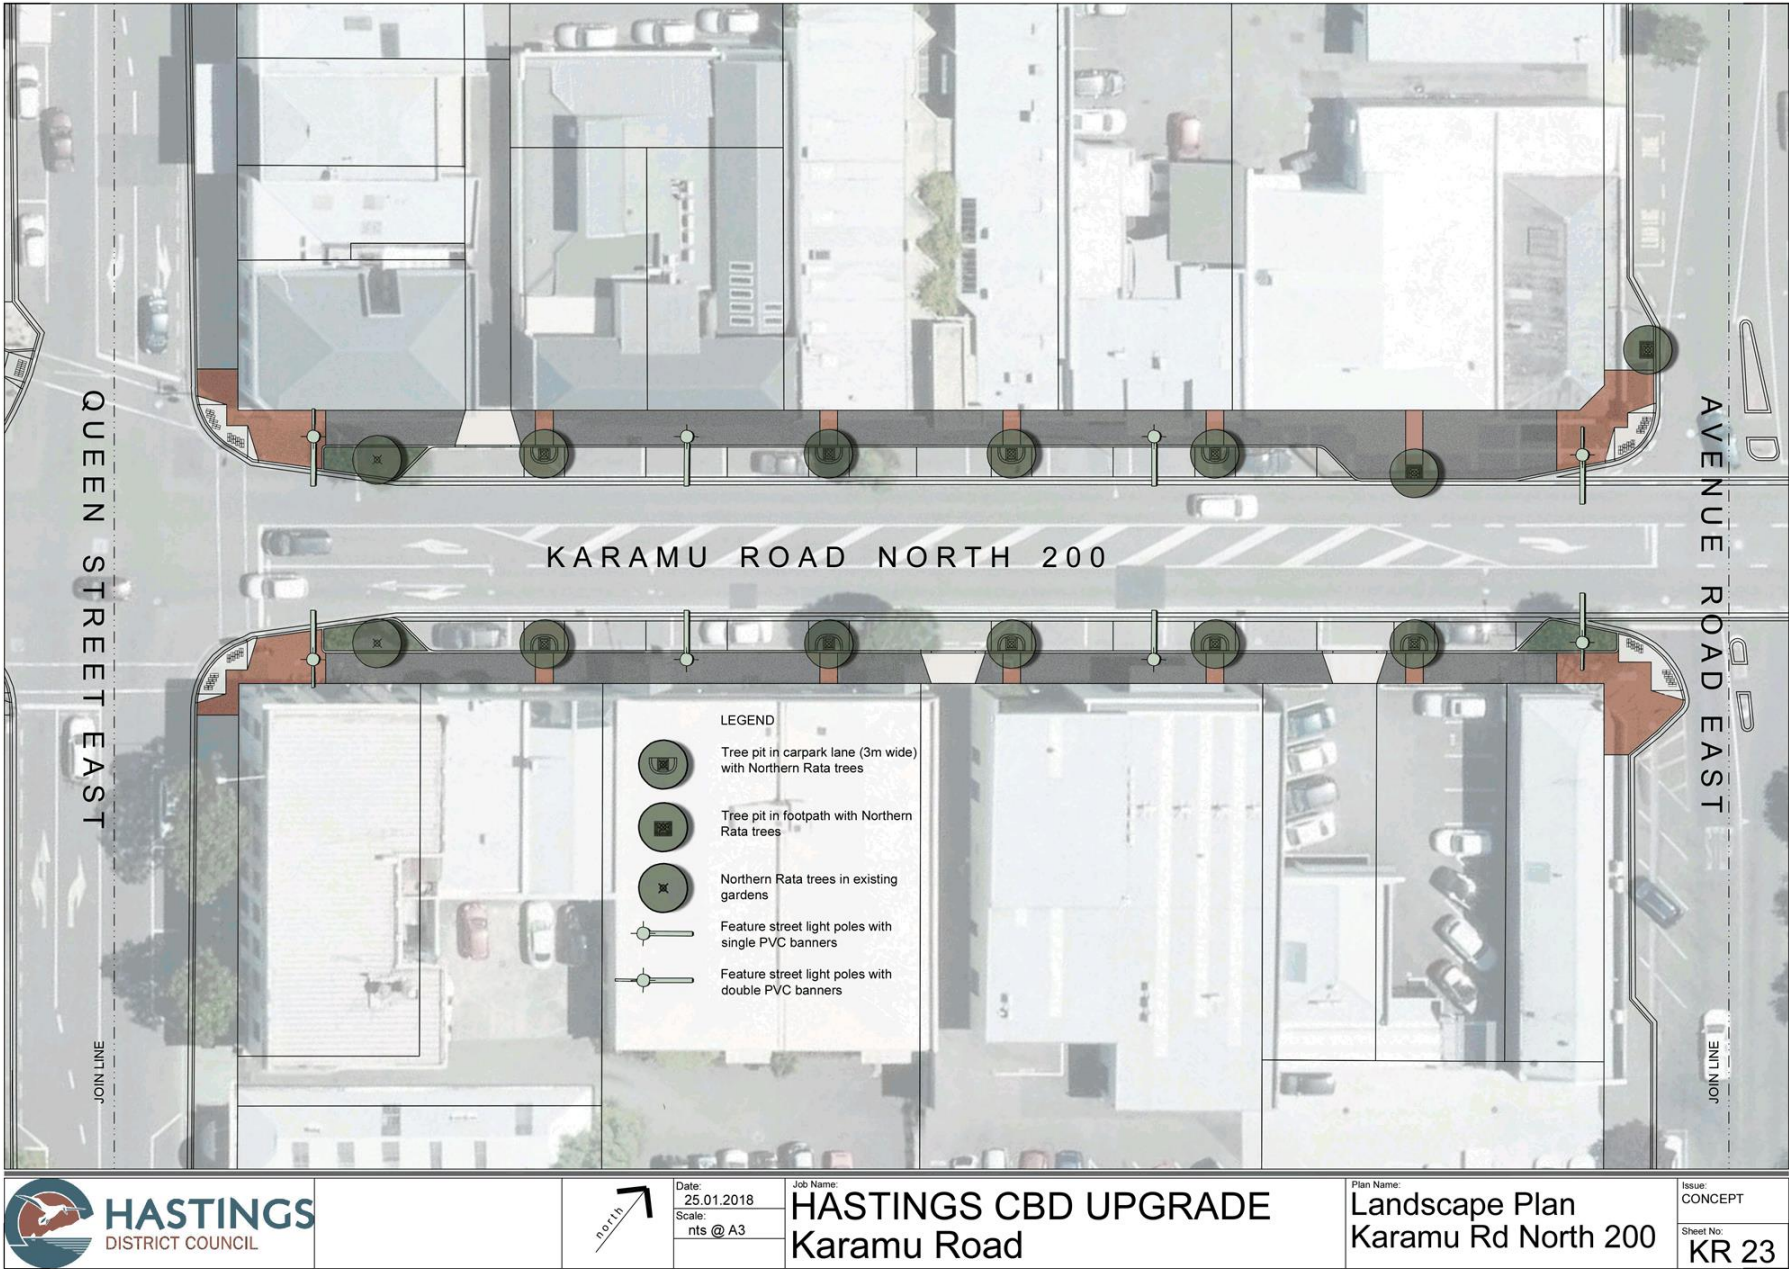 QUEEN STREET EAST
KARAMU ROAD NORTH 200
AVENUE ROAD EAST
LEGEND
Tree pit in carpark lane (3m wide)
with Northern Rata trees
Tree pit in footpath with Northern
Rata trees
Northern Rata trees in existing
gardens
Feature street light poles with
single PVC banners
Feature street light poles with
double PVC banners
JOIN LINE
JOIN LINE
HASTINGS
DISTRICT COUNCIL
north
Date:
25.01.2018
Scale:
nts @ A3
Job Name:
HASTINGS CBD UPGRADE
Karamu Road
Plan Name:
Landscape Plan
Karamu Rd North 200
Issue:
CONCEPT
Sheet No:
KR 23